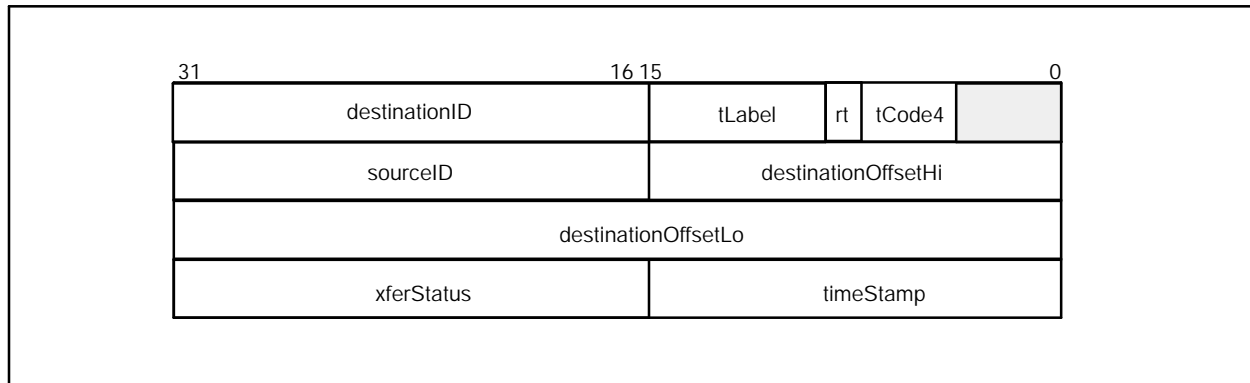 31 16 15 0
destinationID tLabel rt tCode4
sourceID destinationOffsetHi
destinationOffsetLo
xferStatus timeStamp